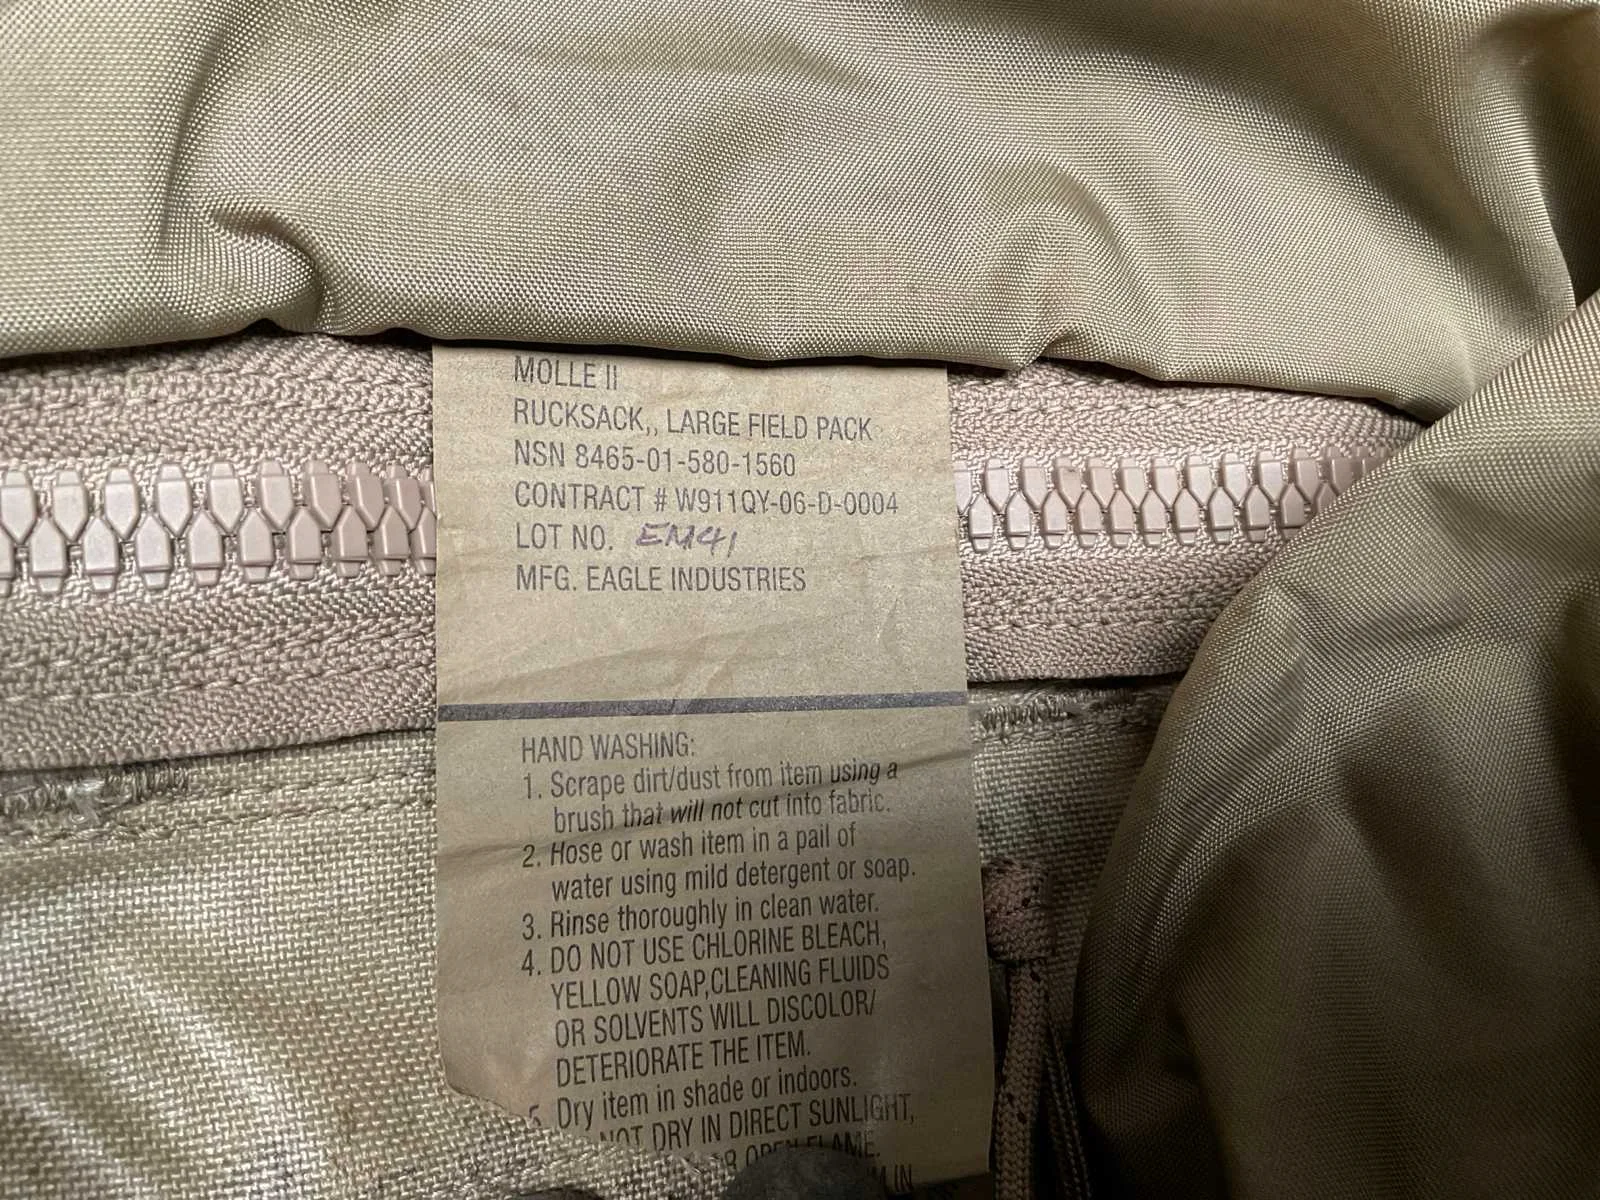 MOLLE II
RUCKSACK,, LARGE FIELD PACK
NSN 8465-01-580-1560
CONTRACT # W911QY-06-D-0004
LOT NO. EM41
MFG. EAGLE INDUSTRIES
HAND WASHING:
1. Scrape dirt/dust from item using a
brush that will not cut into fabric.
2. Hose or wash item in a pail of
water using mild detergent or soap.
3. Rinse thoroughly in clean water.
4. DO NOT USE CHLORINE BLEACH,
YELLOW SOAP,CLEANING FLUIDS
OR SOLVENTS WILL DISCOLOR/
DETERIORATE THE ITEM.
5 Dry item in shade or indoors.
NOT DRY IN DIRECT SUNLIGHT,
OPEN FLAME.
IN